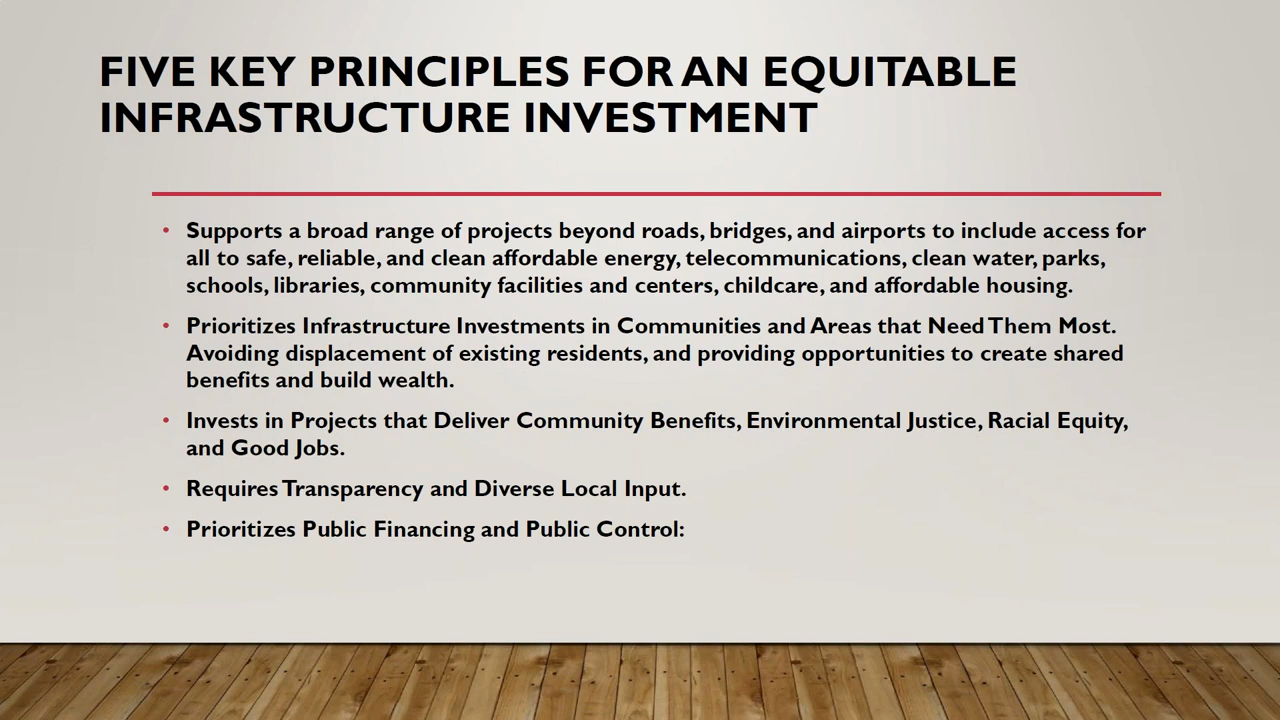 FIVE KEY PRINCIPLES FOR AN EQUITABLE
INFRASTRUCTURE INVESTMENT
• Supports a broad range of projects beyond roads, bridges, and airports to include access for
all to safe, reliable, and clean affordable energy, telecommunications, clean water, parks,
schools, libraries, community facilities and centers, childcare, and affordable housing.
• Prioritizes Infrastructure Investments in Communities and Areas that Need Them Most.
Avoiding displacement of existing residents, and providing opportunities to create shared
benefits and build wealth.
• Invests in Projects that Deliver Community Benefits, Environmental Justice, Racial Equity,
and Good Jobs.
• Requires Transparency and Diverse Local Input.
• Prioritizes Public Financing and Public Control: